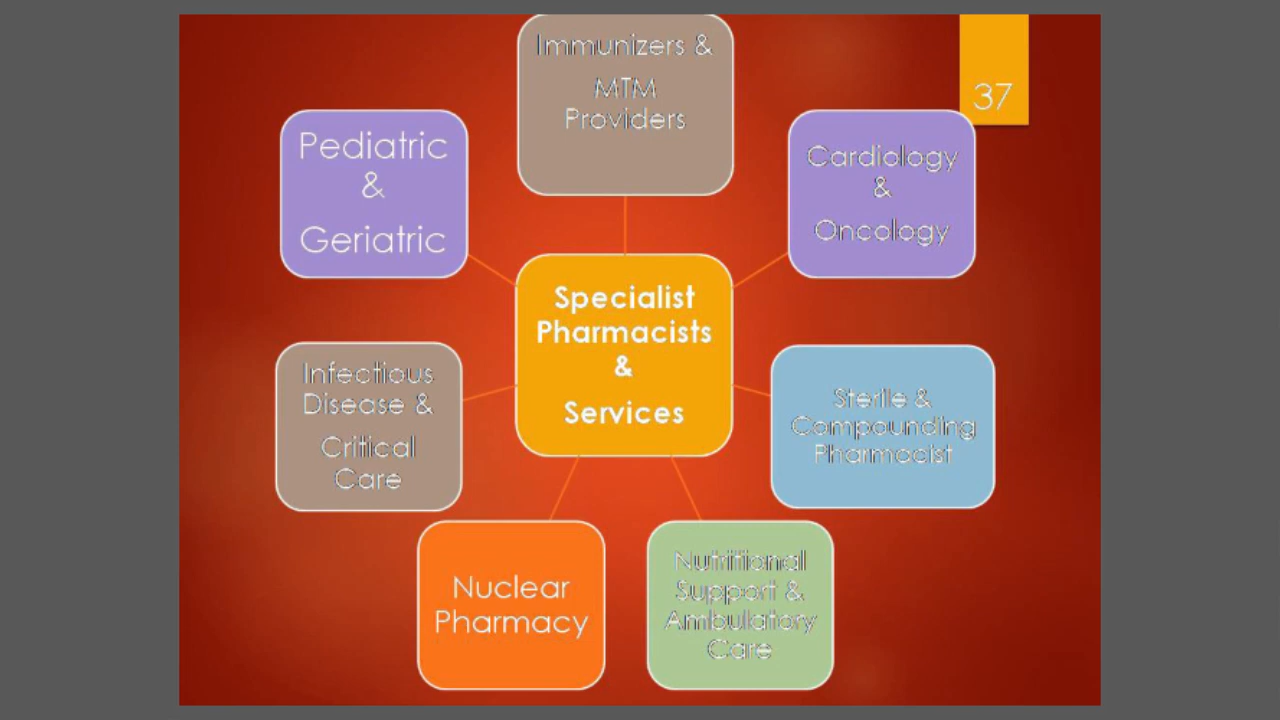 Immunizers &
MTM
Providers
37
Pediatric
&
Geriatric
Cardiology
&
Oncology
Specialist
Pharmacists
&
Services
Infectious
Disease &
Critical
Care
Sterile &
Compounding
Pharmacist
Nuclear
Pharmacy
Nutritional
Support &
Ambulatory
Care